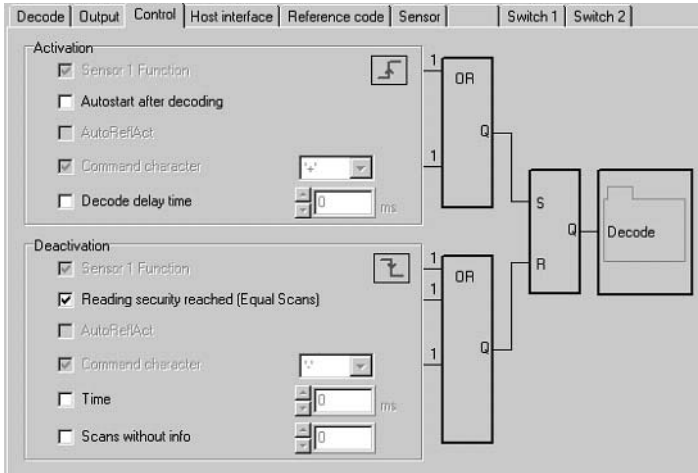 Decode Output Control Host interface Reference code Sensor Switch 1 Switch 2
Activation
Sensor 1 Function
Autostart after decoding
AutoReflAct
Command character '+'
Decode delay time 0 ms
1
1
OR
Q
Deactivation
Sensor 1 Function
Reading security reached (Equal Scans)
AutoReflAct
Command character
Time 0 ms
Scans without info 0
1
1
1
OR
Q
S
R
Q
Decode